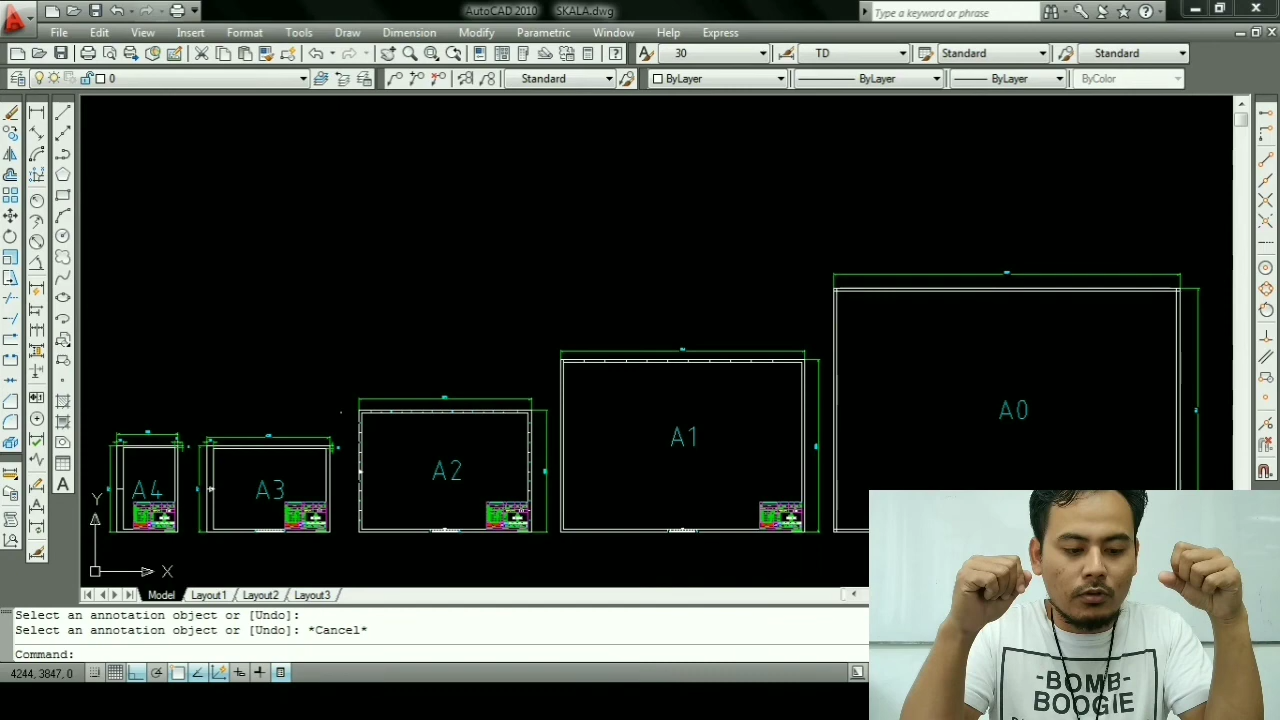 AutoCAD 2010 SKALA.dwg
Type a keyword or phrase
File Edit View Insert Format Tools Draw Dimension Modify Parametric Window Help Express
30 TD Standard Standard
0 Standard ByLayer ByLayer ByLayer ByColor
A0
A1
A2
A4 A3
Y
X
Model Layout1 Layout2 Layout3
Select an annotation object or [Undo]:
Select an annotation object or [Undo]: *Cancel*
Command:
4244, 3847, 0
-BOMB-
BOOGIE